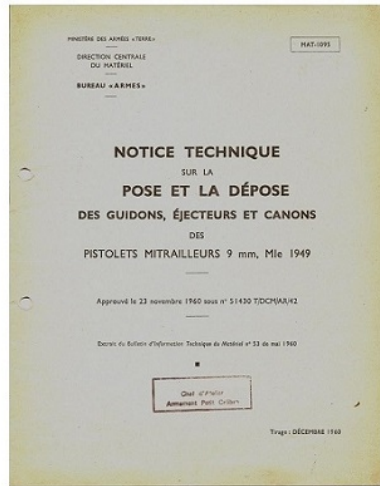 MINISTÈRE DES ARMÉES «TERRE»
MAT-1095
DIRECTION CENTRALE
DU MATÉRIEL
BUREAU «ARMES»
NOTICE TECHNIQUE
SUR LA
POSE ET LA DÉPOSE
DES GUIDONS, ÉJECTEURS ET CANONS
DES
PISTOLETS MITRAILLEURS 9 mm, Mle 1949
Approuvé le 23 novembre 1960 sous n° 51430 T/DCM/AR/42
Extrait du Bulletin d'Information Technique du Matériel n° 53 de mai 1960
Chef d'Atelier
Armement Petit Calibre
Tirage : DÉCEMBRE 1960